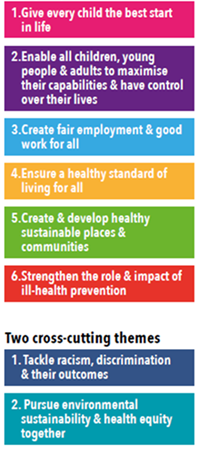 1.Give every child the best start
in life
2.Enable all children, young
people & adults to maximise
their capabilities & have control
over their lives
3.Create fair employment & good
work for all
4.Ensure a healthy standard of
living for all
5.Create & develop healthy
sustainable places &
communities
6.Strengthen the role & impact of
ill-health prevention
Two cross-cutting themes
1. Tackle racism, discrimination
& their outcomes
2. Pursue environmental
sustainability & health equity
together